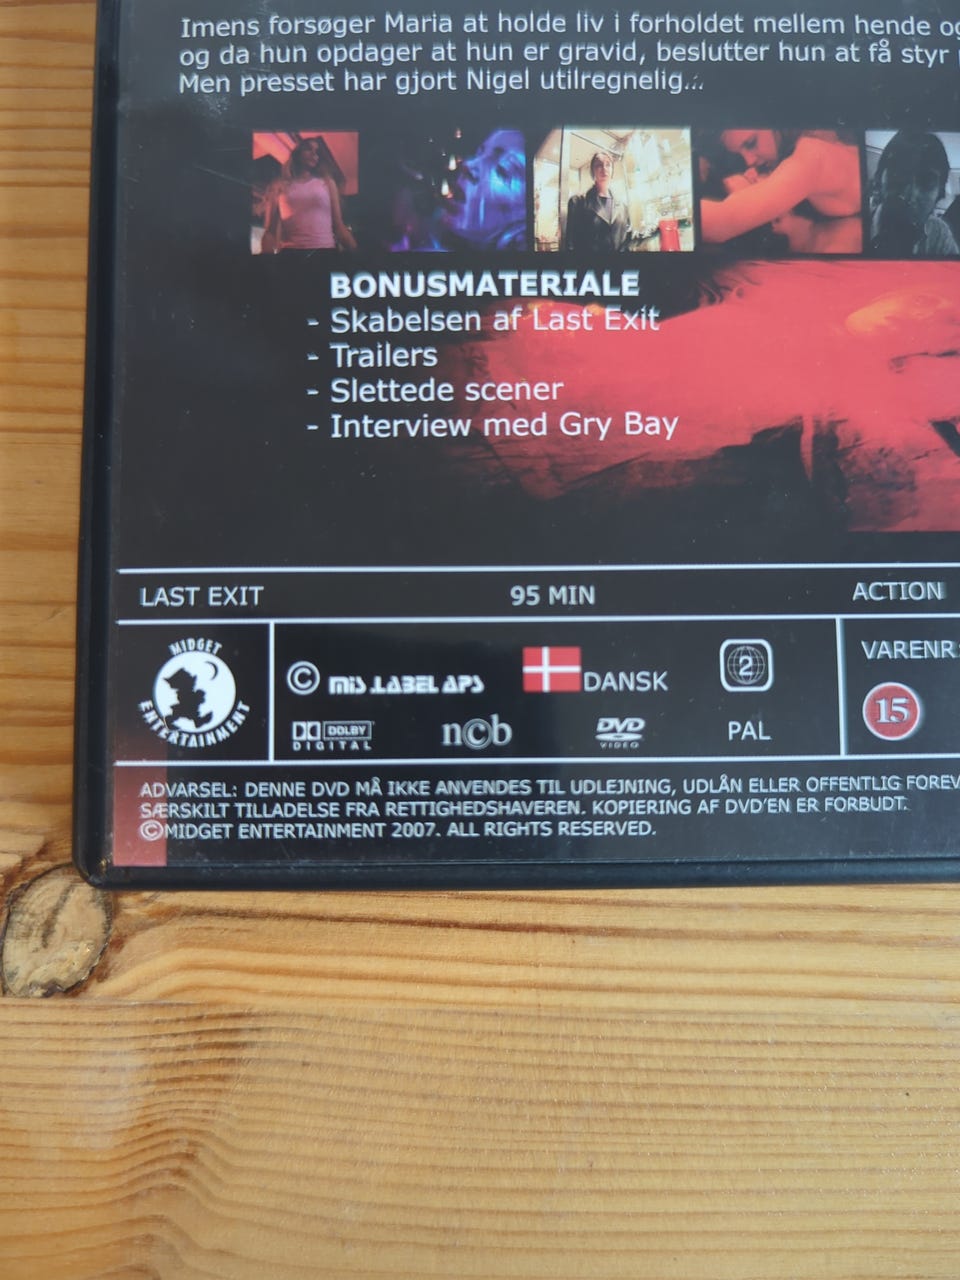 Imens forsøger Maria at holde liv i forholdet mellem hende og
og da hun opdager at hun er gravid, beslutter hun at få styr
Men presset har gjort Nigel utilregnelig...
BONUSMATERIALE
- Skabelsen af Last Exit
- Trailers
- Slettede scener
- Interview med Gry Bay
LAST EXIT 95 MIN ACTION
MIDGET ENTERTAINMENT
© MIS .LABEL APS DANSK 2
VARENR:
DOLBY DIGITAL ncb DVD VIDEO PAL 15
ADVARSEL: DENNE DVD MÅ IKKE ANVENDES TIL UDLEJNING, UDLÅN ELLER OFFENTLIG FOREV
SÆRSKILT TILLADELSE FRA RETTIGHEDSHAVEREN. KOPIERING AF DVD'EN ER FORBUDT.
©MIDGET ENTERTAINMENT 2007. ALL RIGHTS RESERVED.